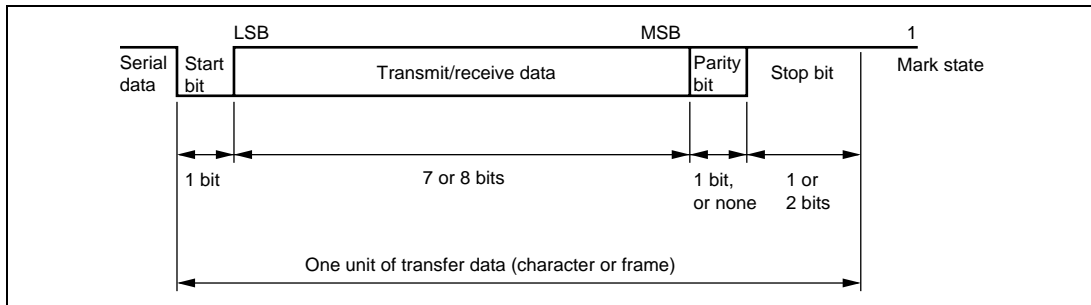 LSB MSB 1
Serial data
Start bit
Transmit/receive data
Parity bit
Stop bit
Mark state
1 bit
7 or 8 bits
1 bit, or none
1 or 2 bits
One unit of transfer data (character or frame)